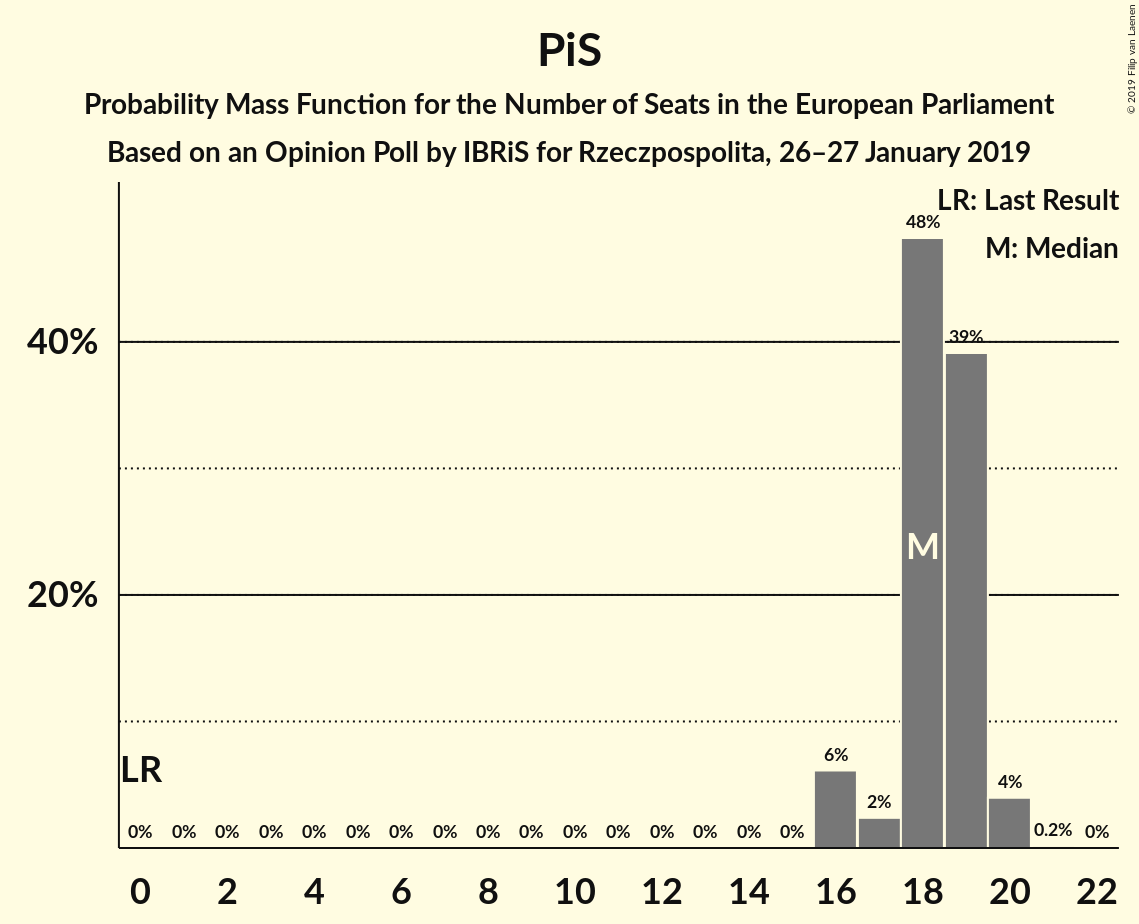 PiS
Probability Mass Function for the Number of Seats in the European Parliament
Based on an Opinion Poll by IBRiS for Rzeczpospolita, 26–27 January 2019
© 2019 Filip van Laenen
LR: Last Result
M: Median
48%
39%
40%
20%
M
LR
6%
2%
4%
0% 0% 0% 0% 0% 0% 0% 0% 0% 0% 0% 0% 0% 0% 0% 0% 0.2% 0%
0 2 4 6 8 10 12 14 16 18 20 22